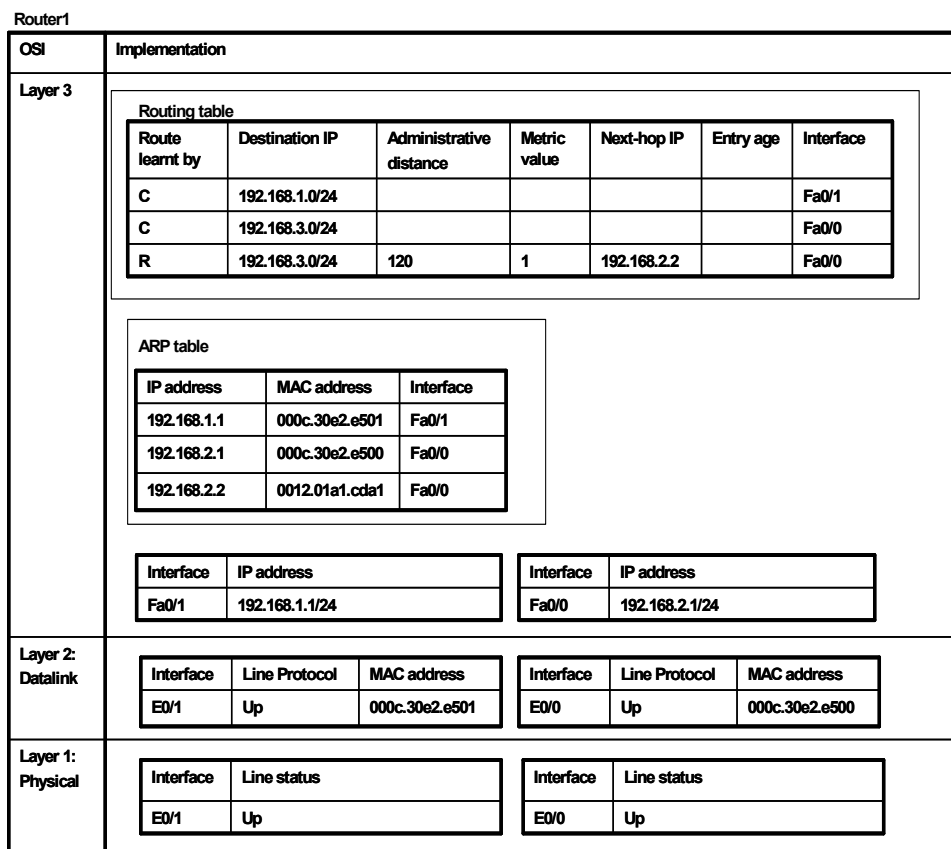 Router1
OSI Implementation
Layer 3
Routing table
Route learnt by Destination IP Administrative distance Metric value Next-hop IP Entry age Interface
C 192.168.1.0/24 Fa0/1
C 192.168.3.0/24 Fa0/0
R 192.168.3.0/24 120 1 192.168.2.2 Fa0/0
ARP table
IP address MAC address Interface
192.168.1.1 000c.30e2.e501 Fa0/1
192.168.2.1 000c.30e2.e500 Fa0/0
192.168.2.2 0012.01a1.cda1 Fa0/0
Interface IP address Interface IP address
Fa0/1 192.168.1.1/24 Fa0/0 192.168.2.1/24
Layer 2:
Datalink
Interface Line Protocol MAC address Interface Line Protocol MAC address
E0/1 Up 000c.30e2.e501 E0/0 Up 000c.30e2.e500
Layer 1:
Physical
Interface Line status Interface Line status
E0/1 Up E0/0 Up